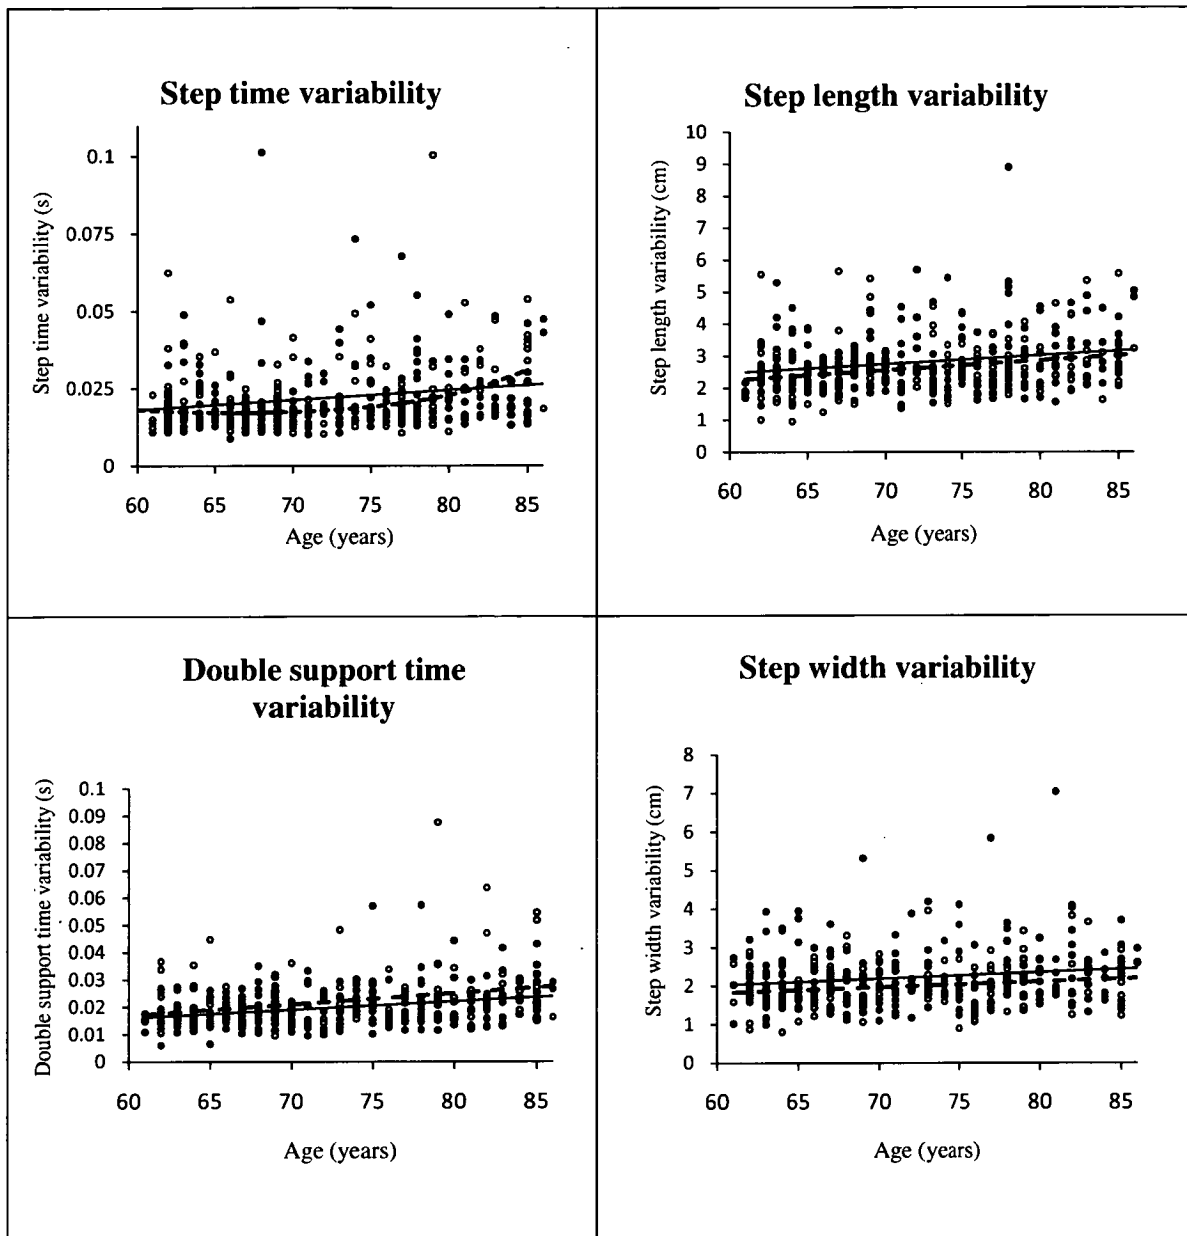 Step time variability
Step time variability (s)
0.1
0.075
0.05
0.025
0
60 65 70 75 80 85
Age (years)
Step length variability
Step length variability (cm)
10
9
8
7
6
5
4
3
2
1
0
60 65 70 75 80 85
Age (years)
Double support time
variability
Double support time variability (s)
0.1
0.09
0.08
0.07
0.06
0.05
0.04
0.03
0.02
0.01
0
60 65 70 75 80 85
Age (years)
Step width variability
Step width variability (cm)
8
7
6
5
4
3
2
1
0
60 65 70 75 80 85
Age (years)